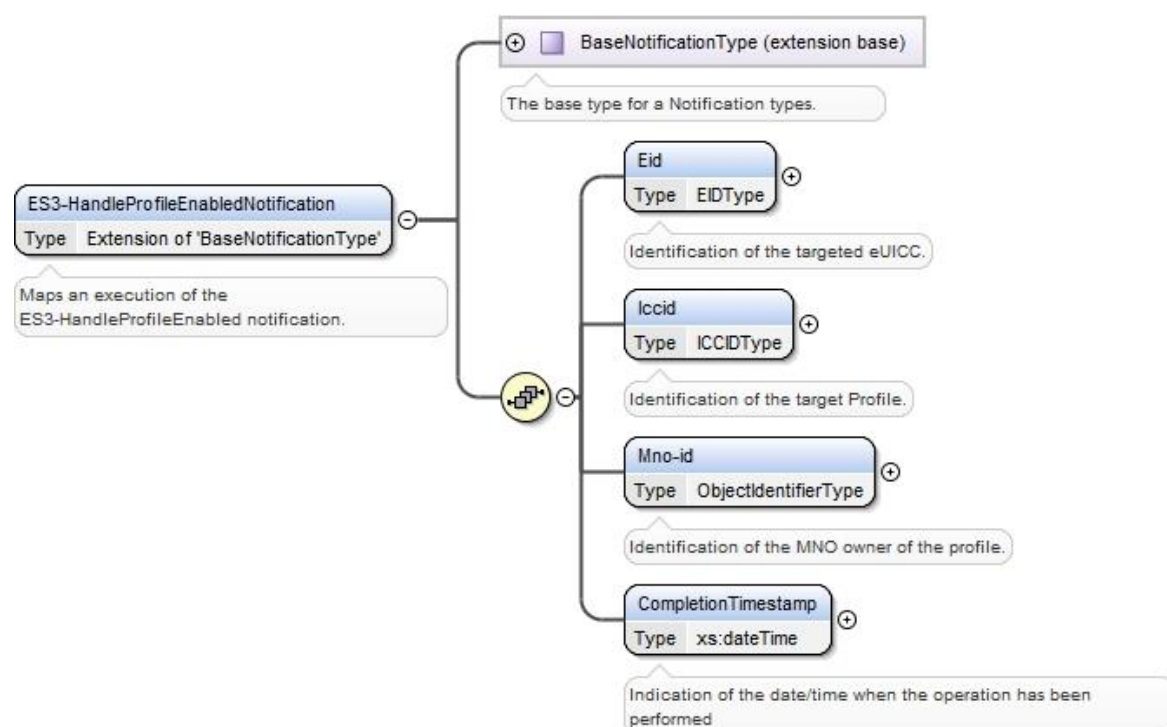 BaseNotificationType (extension base)
The base type for a Notification types.
ES3-HandleProfileEnabledNotification
Type Extension of 'BaseNotificationType'
Maps an execution of the
ES3-HandleProfileEnabled notification.
Eid
Type EIDType
Identification of the targeted eUICC.
Iccid
Type ICCIDType
Identification of the target Profile.
Mno-id
Type ObjectIdentifierType
Identification of the MNO owner of the profile.
CompletionTimestamp
Type xs:dateTime
Indication of the date/time when the operation has been
performed